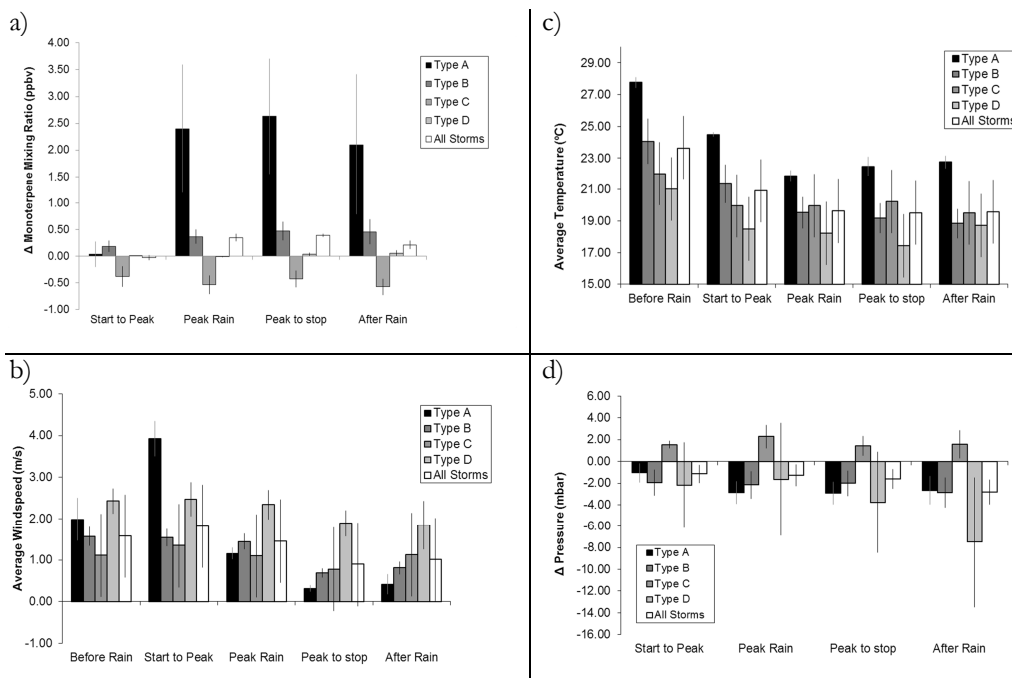 a)
4.00
3.50
3.00
2.50
2.00
1.50
1.00
0.50
0.00
-0.50
-1.00
Δ Monoterpene Mixing Ratio (ppbv)
Type A
Type B
Type C
Type D
All Storms
Start to Peak Peak Rain Peak to stop After Rain
c)
29.00
27.00
25.00
23.00
21.00
19.00
17.00
15.00
Average Temperature (ºC)
Type A
Type B
Type C
Type D
All Storms
Before Rain Start to Peak Peak Rain Peak to stop After Rain
b)
5.00
4.00
3.00
2.00
1.00
0.00
-1.00
Average Windspeed (m/s)
Type A
Type B
Type C
Type D
All Storms
Before Rain Start to Peak Peak Rain Peak to stop After Rain
d)
6.00
4.00
2.00
0.00
-2.00
-4.00
-6.00
-8.00
-10.00
-12.00
-14.00
-16.00
Δ Pressure (mbar)
Type A
Type B
Type C
Type D
All Storms
Start to Peak Peak Rain Peak to stop After Rain